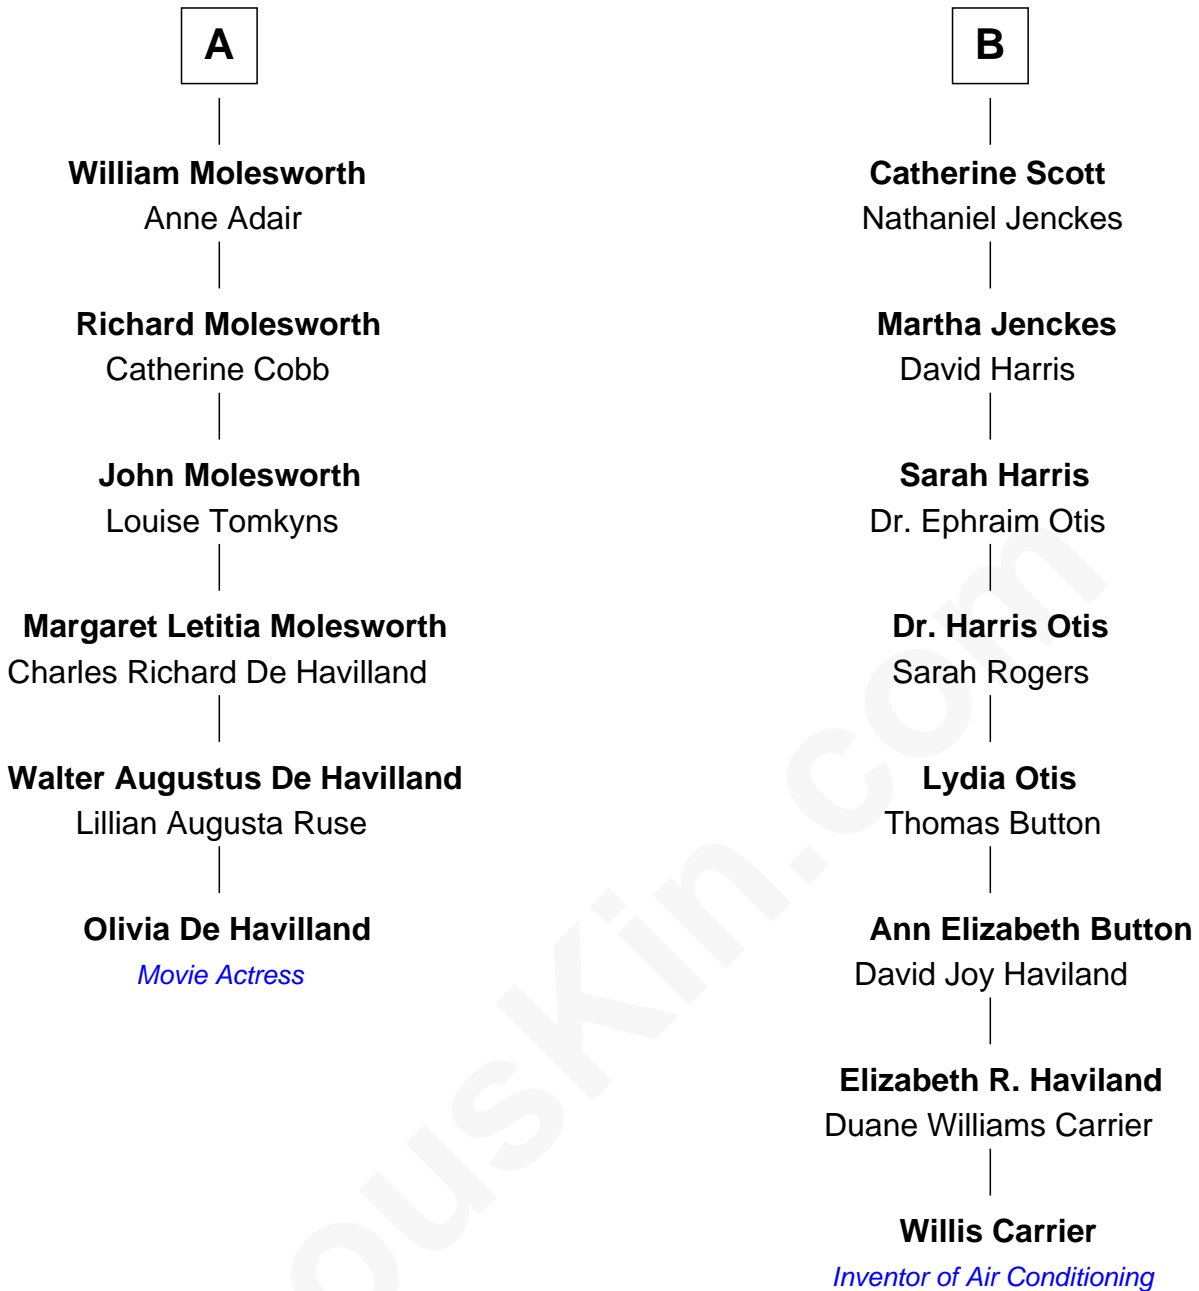 A
William Molesworth
Anne Adair
Richard Molesworth
Catherine Cobb
John Molesworth
Louise Tomkyns
Margaret Letitia Molesworth
Charles Richard De Havilland
Walter Augustus De Havilland
Lillian Augusta Ruse
Olivia De Havilland
Movie Actress
B
Catherine Scott
Nathaniel Jenckes
Martha Jenckes
David Harris
Sarah Harris
Dr. Ephraim Otis
Dr. Harris Otis
Sarah Rogers
Lydia Otis
Thomas Button
Ann Elizabeth Button
David Joy Haviland
Elizabeth R. Haviland
Duane Williams Carrier
Willis Carrier
Inventor of Air Conditioning
ousKin.com